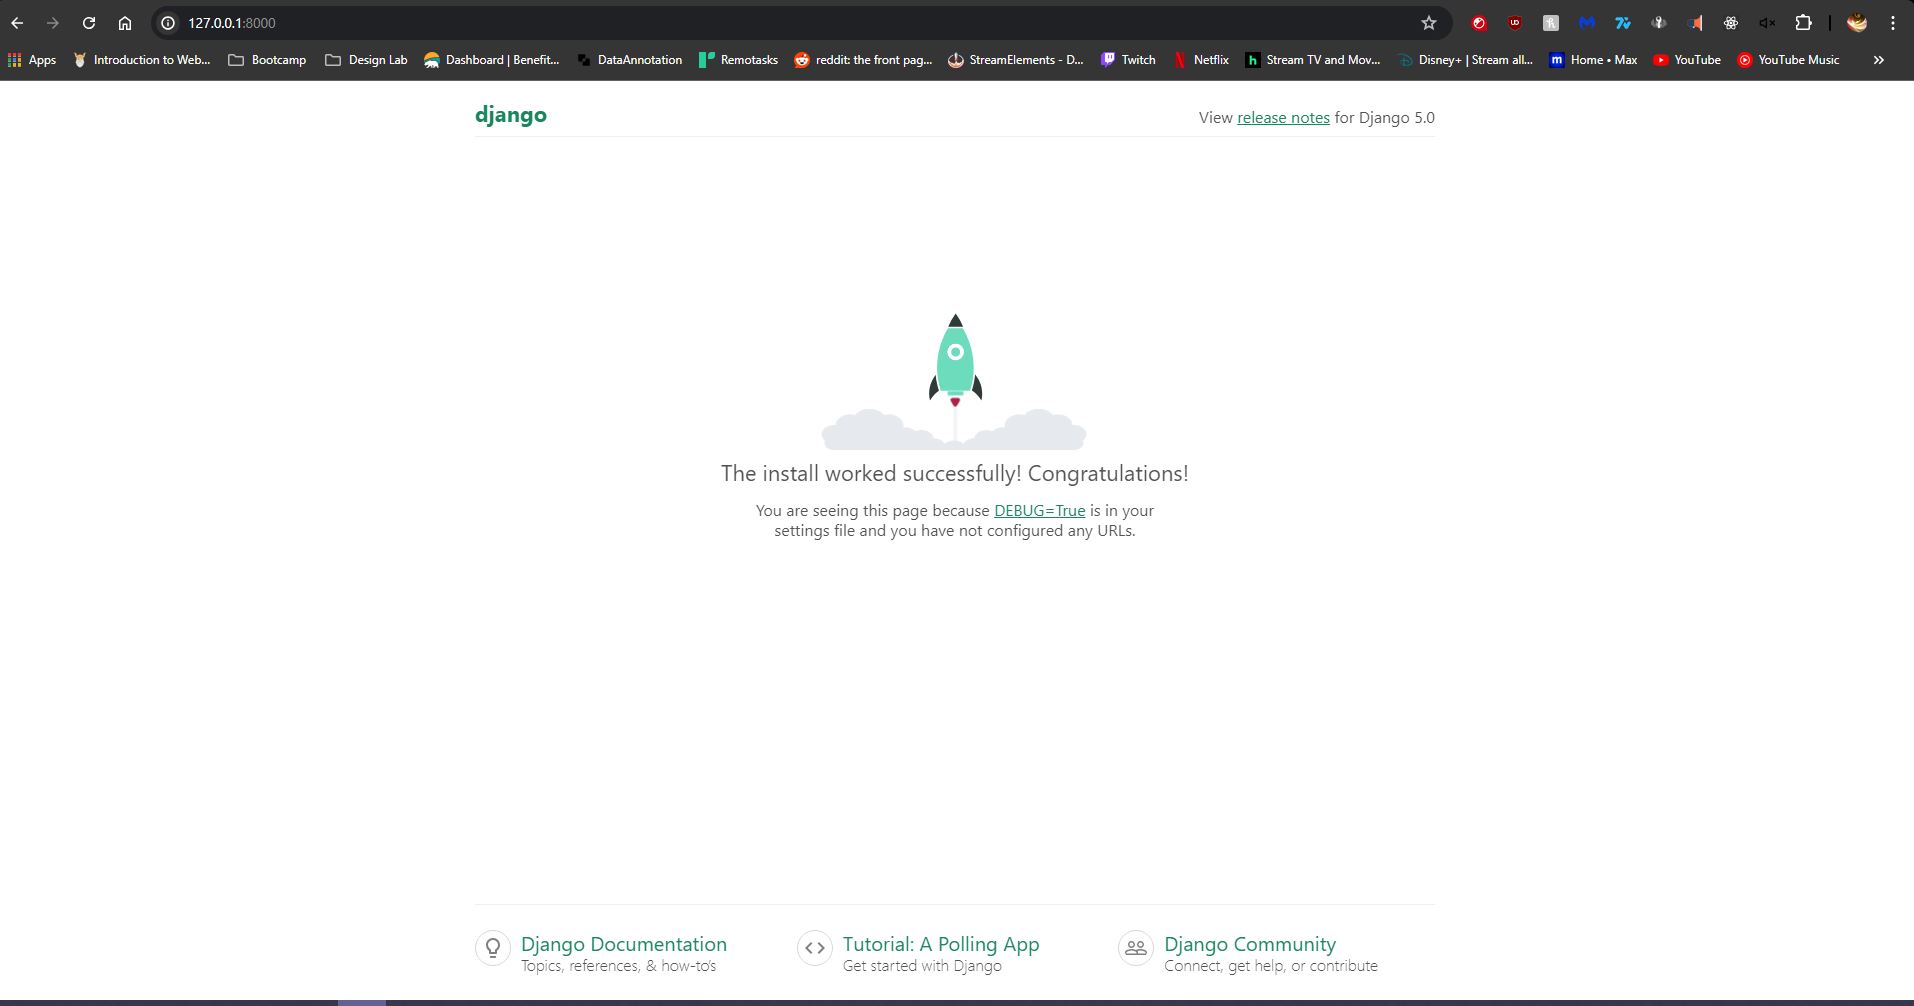 127.0.0.1:8000
Apps
Introduction to Web...
Bootcamp
Design Lab
Dashboard | Benefit...
DataAnnotation
Remotasks
reddit: the front pag...
StreamElements - D...
Twitch
Netflix
Stream TV and Mov...
Disney+ | Stream all...
Home • Max
YouTube
YouTube Music
django
View release notes for Django 5.0
The install worked successfully! Congratulations!
You are seeing this page because DEBUG=True is in your
settings file and you have not configured any URLs.
Django Documentation
Topics, references, & how-to's
Tutorial: A Polling App
Get started with Django
Django Community
Connect, get help, or contribute